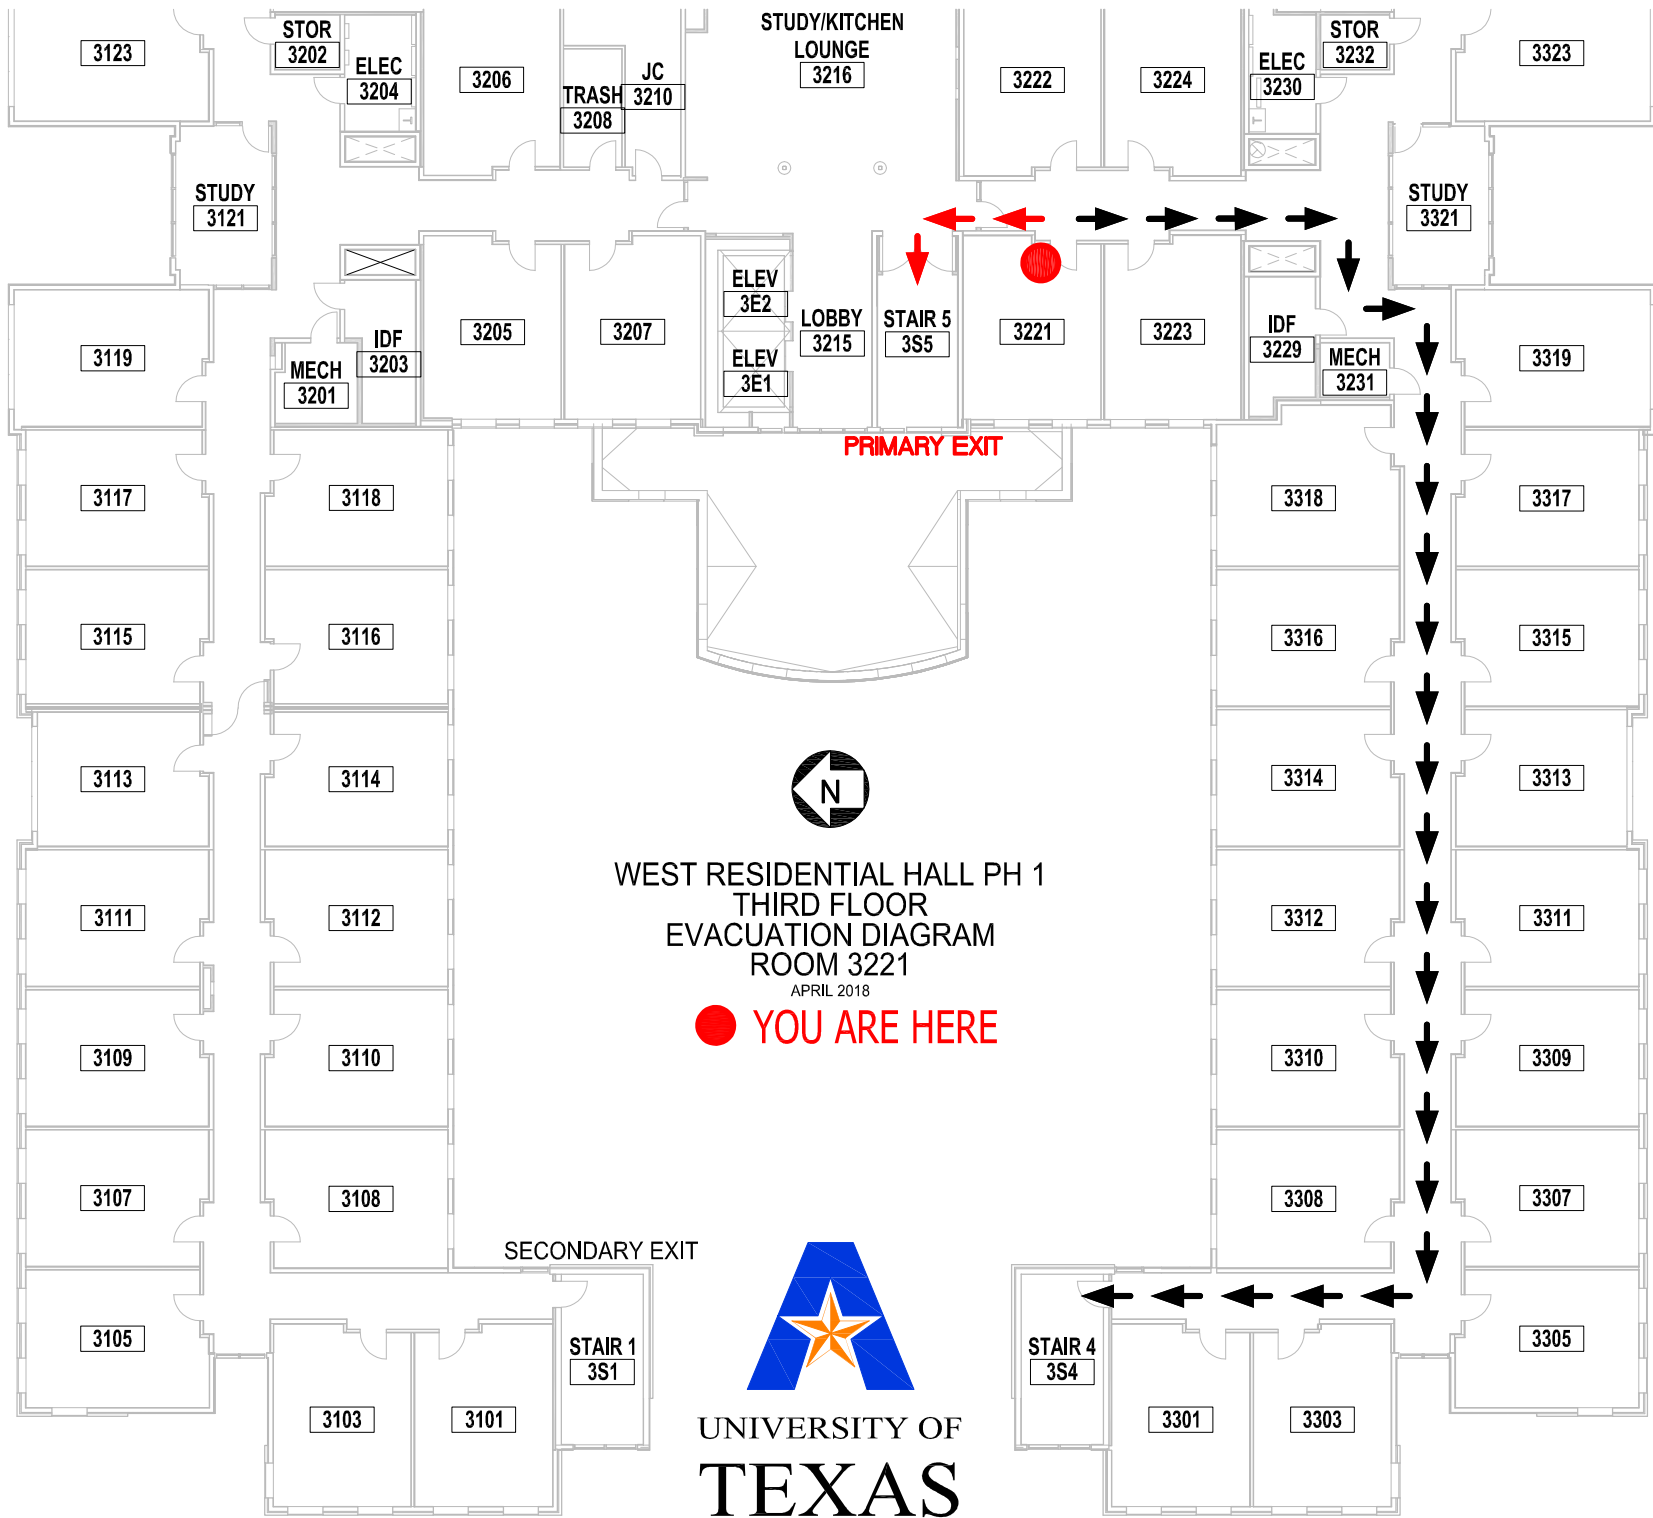 STUDY/KITCHEN
LOUNGE
3216
STOR
3202
STOR
3232
3123
3323
ELEC
3204
3206
JC
3210
TRASH
3208
3222
3224
ELEC
3230
STUDY
3121
STUDY
3321
ELEV
3E2
ELEV
3E1
LOBBY
3215
STAIR 5
3S5
3205
3207
3221
3223
IDF
3203
IDF
3229
MECH
3201
MECH
3231
3119
3319
PRIMARY EXIT
3117
3118
3318
3317
3115
3116
3316
3315
3113
3114
3314
3313
N
WEST RESIDENTIAL HALL PH 1
THIRD FLOOR
EVACUATION DIAGRAM
ROOM 3221
APRIL 2018
YOU ARE HERE
3111
3112
3312
3311
3109
3110
3310
3309
3107
3108
3308
3307
SECONDARY EXIT
3105
STAIR 1
3S1
STAIR 4
3S4
3305
3103
3101
3301
3303
UNIVERSITY OF
TEXAS